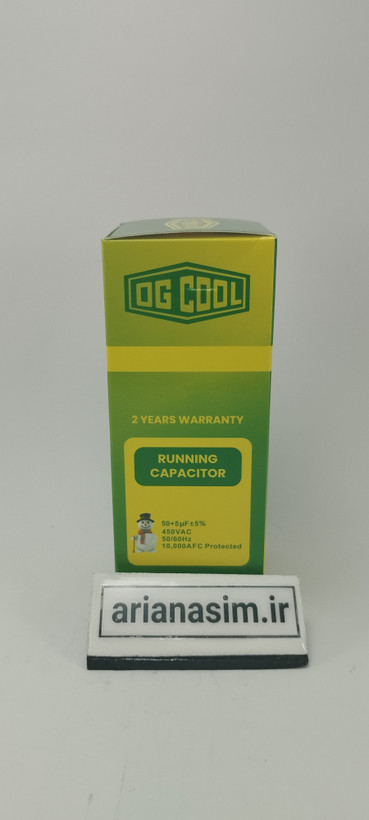 OG COOL
2 YEARS WARRANTY
RUNNING
CAPACITOR
50+5μF±5%
450VAC
50/60Hz
10,000AFC Protected
arianasim.ir